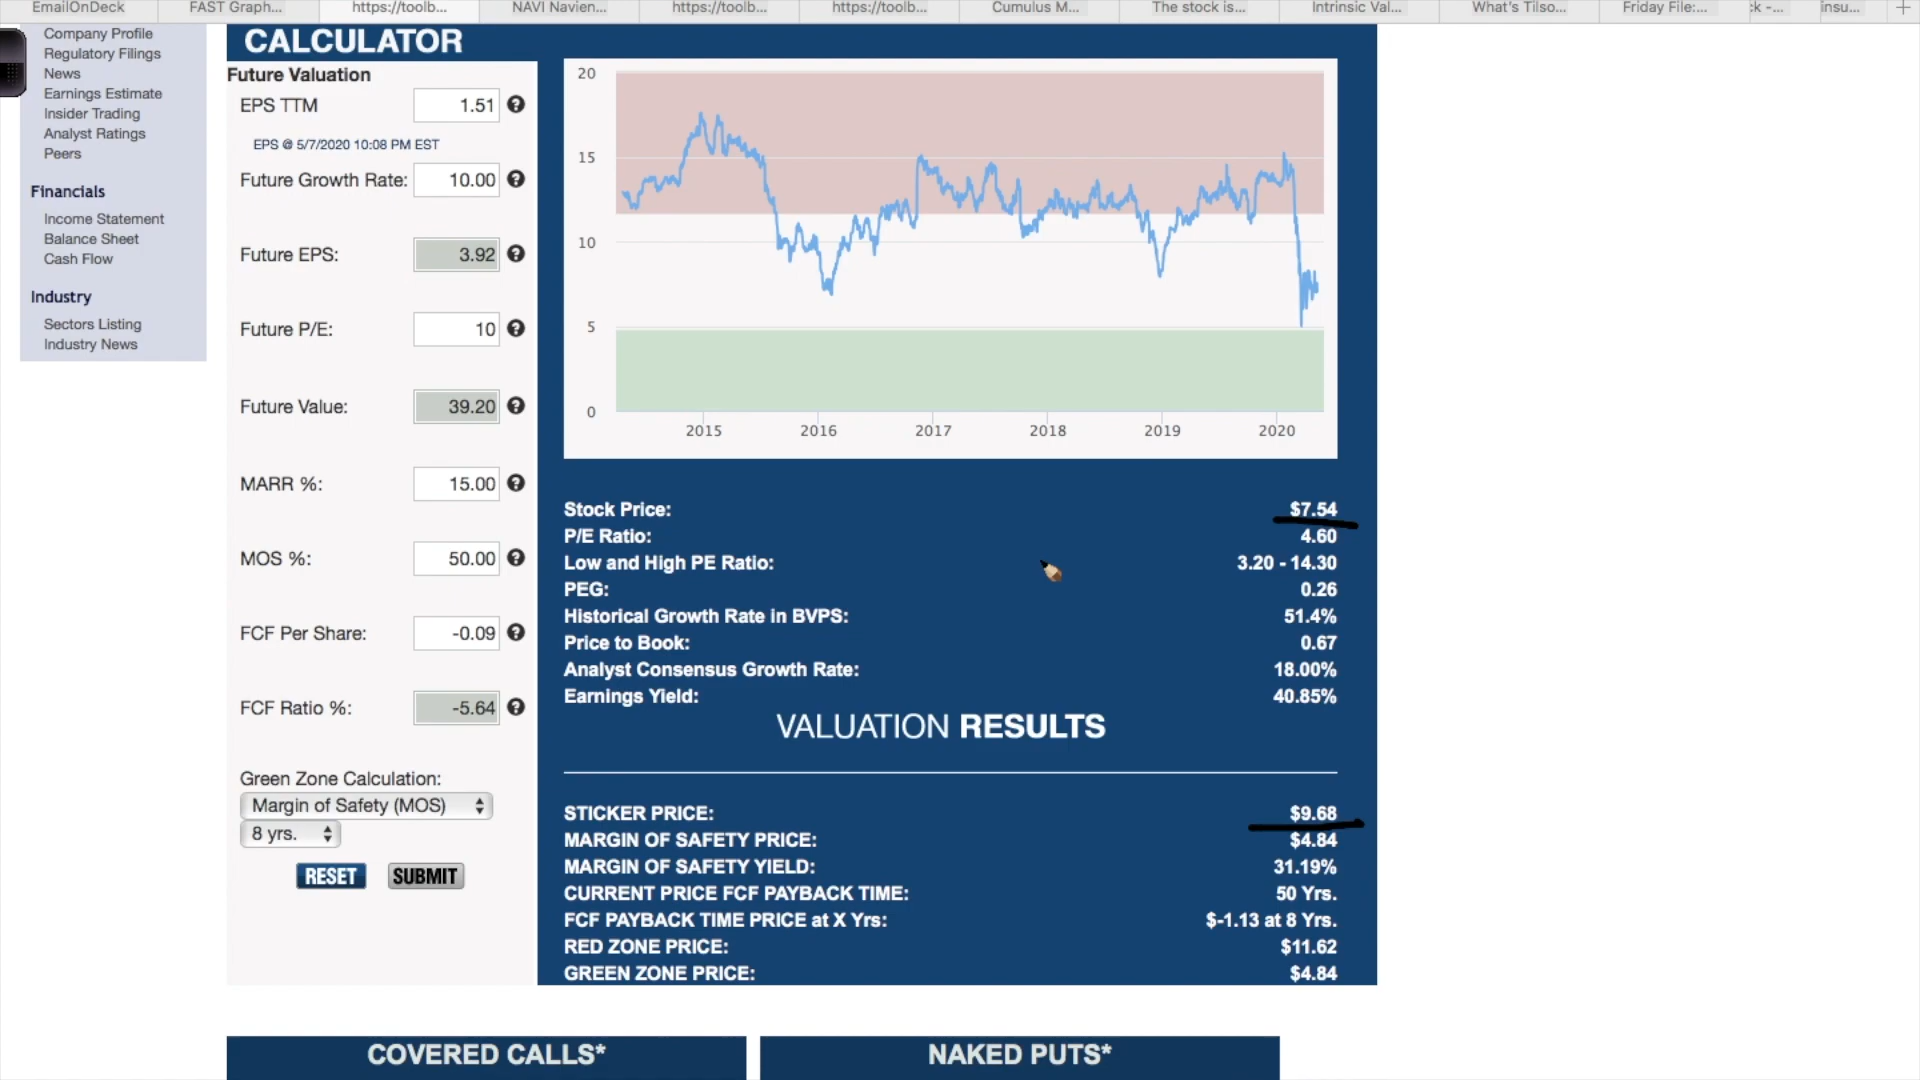 EmailOnDeck
FAST Graph...
https://toolb...
NAVI Navien...
https://toolb...
https://toolb...
Cumulus M...
The stock is...
Intrinsic Val...
What's Tilso...
Friday File:...
:k -...
insu...
Company Profile
Regulatory Filings
News
Earnings Estimate
Insider Trading
Analyst Ratings
Peers
Financials
Income Statement
Balance Sheet
Cash Flow
Industry
Sectors Listing
Industry News
CALCULATOR
Future Valuation
EPS TTM 1.51
EPS @ 5/7/2020 10:08 PM EST
Future Growth Rate: 10.00
Future EPS: 3.92
Future P/E: 10
Future Value: 39.20
MARR %: 15.00
MOS %: 50.00
FCF Per Share: -0.09
FCF Ratio %: -5.64
Green Zone Calculation:
Margin of Safety (MOS)
8 yrs.
RESET SUBMIT
20
15
10
5
0
2015 2016 2017 2018 2019 2020
Stock Price: $7.54
P/E Ratio: 4.60
Low and High PE Ratio: 3.20 - 14.30
PEG: 0.26
Historical Growth Rate in BVPS: 51.4%
Price to Book: 0.67
Analyst Consensus Growth Rate: 18.00%
Earnings Yield: 40.85%
VALUATION RESULTS
STICKER PRICE: $9.68
MARGIN OF SAFETY PRICE: $4.84
MARGIN OF SAFETY YIELD: 31.19%
CURRENT PRICE FCF PAYBACK TIME: 50 Yrs.
FCF PAYBACK TIME PRICE at X Yrs: $-1.13 at 8 Yrs.
RED ZONE PRICE: $11.62
GREEN ZONE PRICE: $4.84
COVERED CALLS*
NAKED PUTS*